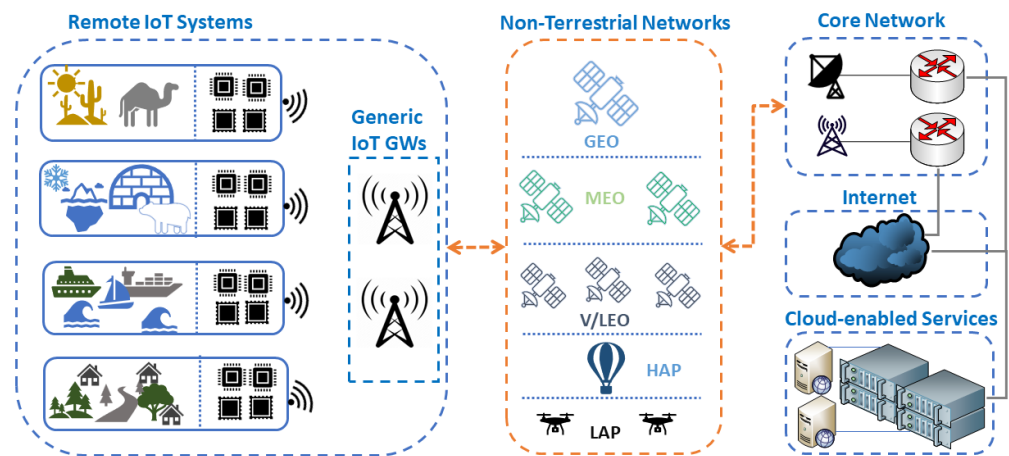 Remote IoT Systems
Non-Terrestrial Networks
Core Network
Generic
IoT GWs
GEO
MEO
Internet
V/LEO
Cloud-enabled Services
HAP
LAP